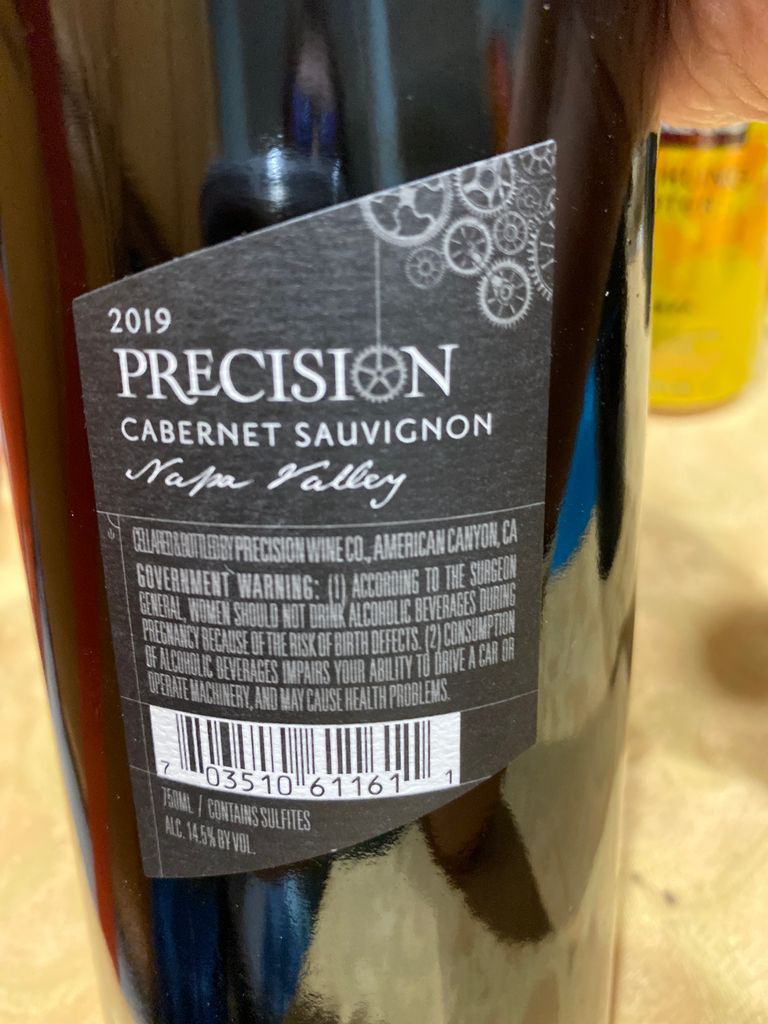 2019
PRECISION
CABERNET SAUVIGNON
Napa Valley
CELLARED & BOTTLED BY PRECISION WINE CO., AMERICAN CANYON, CA
GOVERNMENT WARNING: (1) ACCORDING TO THE SURGEON
GENERAL, WOMEN SHOULD NOT DRINK ALCOHOLIC BEVERAGES DURING
PREGNANCY BECAUSE OF THE RISK OF BIRTH DEFECTS. (2) CONSUMPTION
OF ALCOHOLIC BEVERAGES IMPAIRS YOUR ABILITY TO DRIVE A CAR OR
OPERATE MACHINERY, AND MAY CAUSE HEALTH PROBLEMS.
7 03510 61161 1
750ML / CONTAINS SULFITES
ALC. 14.5% BY VOL.